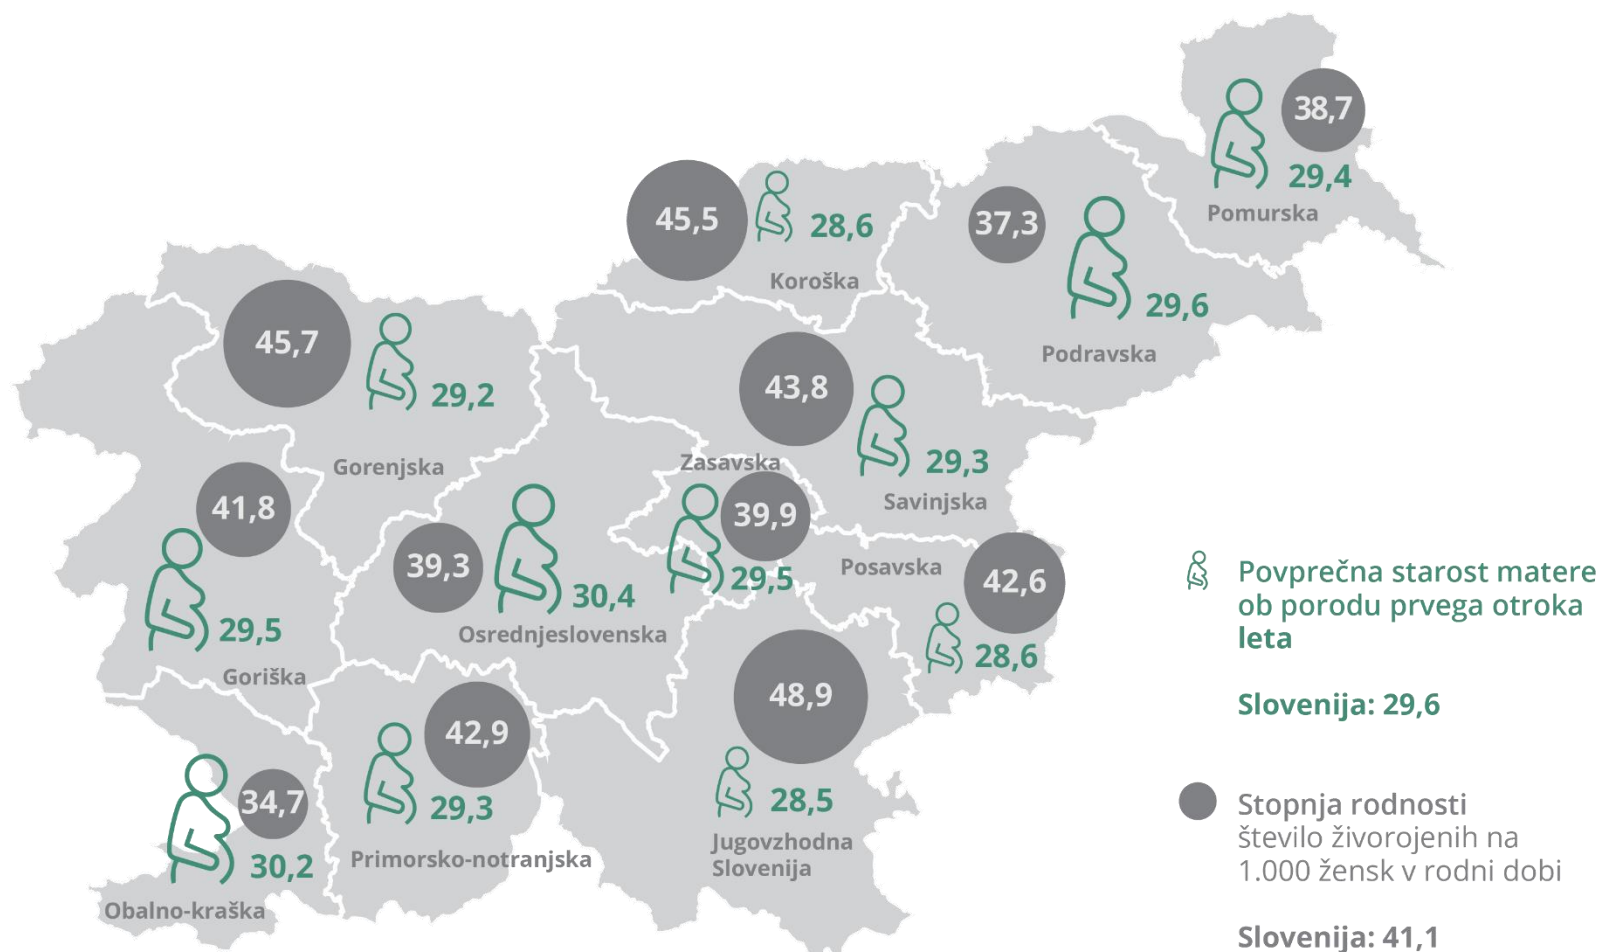 38,7
29,4
Pomurska
45,5
28,6
Koroška
37,3
29,6
Podravska
45,7
29,2
Gorenjska
43,8
29,3
Savinjska
Zasavska
39,9
29,5
41,8
29,5
Goriška
39,3
30,4
Osrednjeslovenska
Posavska
42,6
28,6
48,9
28,5
Jugovzhodna
Slovenija
42,9
29,3
Primorsko-notranjska
34,7
30,2
Obalno-kraška
Povprečna starost matere
ob porodu prvega otroka
leta
Slovenija: 29,6
Stopnja rodnosti
število živorojenih na
1.000 žensk v rodni dobi
Slovenija: 41,1